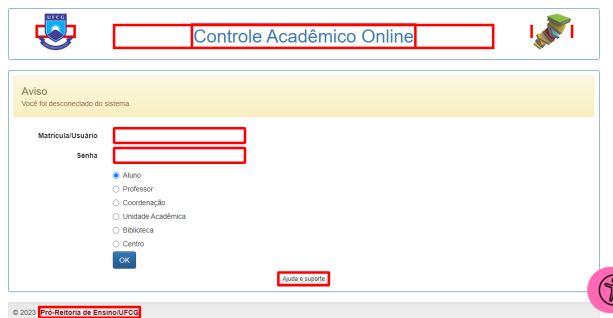 UFCG
Controle Acadêmico Online
Aviso
Você foi desconectado do sistema.
Matrícula/Usuário
Senha
Aluno
Professor
Coordenação
Unidade Acadêmica
Biblioteca
Centro
OK
Ajuda e suporte
© 2023 Pró-Reitoria de Ensino/UFCG